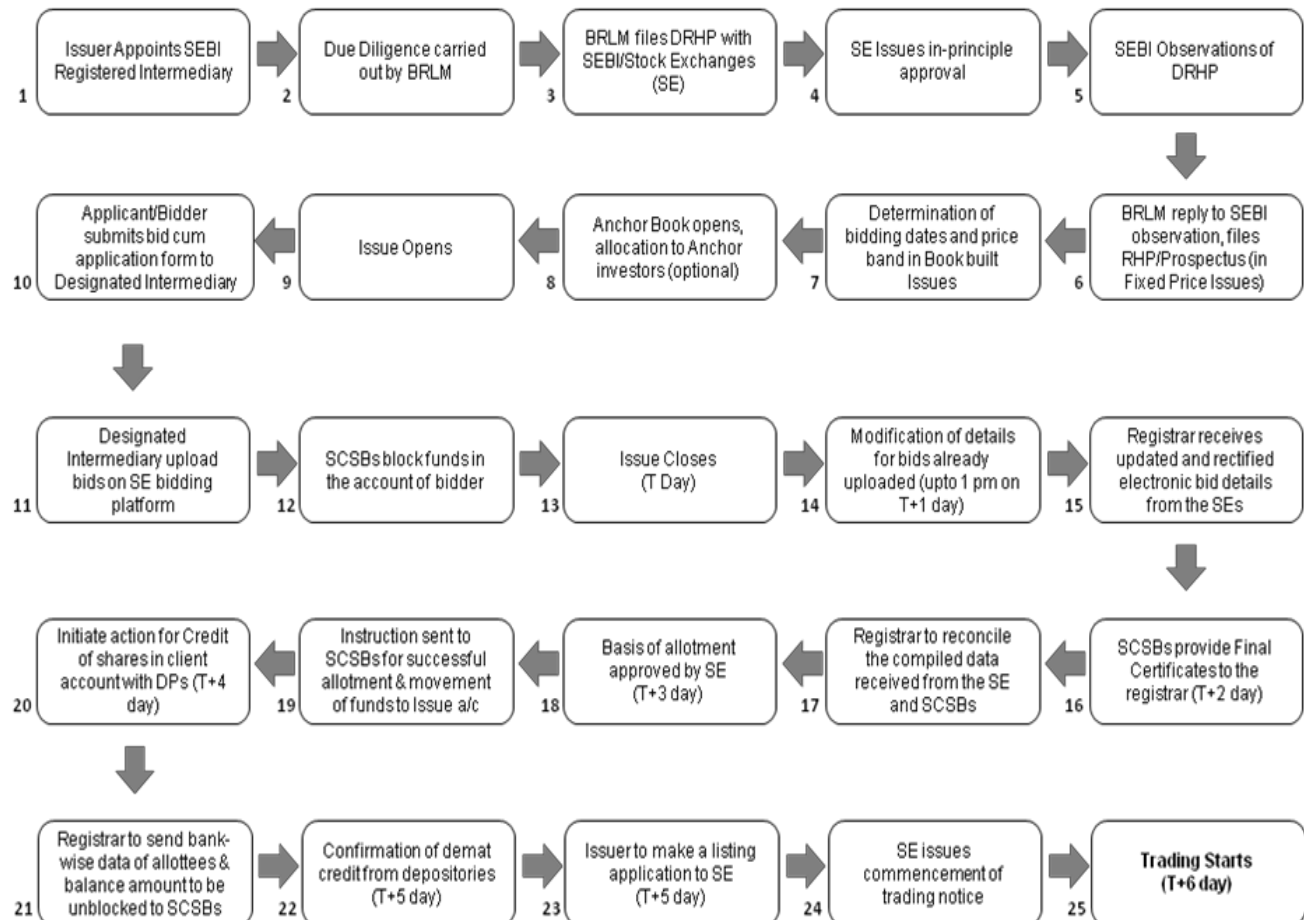 Issuer Appoints SEBI
Registered Intermediary
1
Due Diligence carried
out by BRLM
2
BRLM files DRHP with
SEBI/Stock Exchanges
(SE)
3
SE Issues in-principle
approval
4
SEBI Observations of
DRHP
5
BRLM reply to SEBI
observation, files
RHP/Prospectus (in
Fixed Price Issues)
6
Determination of
bidding dates and price
band in Book built
Issues
7
Anchor Book opens,
allocation to Anchor
investors (optional)
8
Issue Opens
9
Applicant/Bidder
submits bid cum
application form to
Designated Intermediary
10
Designated
Intermediary upload
bids on SE bidding
platform
11
SCSBs block funds in
the account of bidder
12
Issue Closes
(T Day)
13
Modification of details
for bids already
uploaded (upto 1 pm on
T+1 day)
14
Registrar receives
updated and rectified
electronic bid details
from the SEs
15
SCSBs provide Final
Certificates to the
registrar (T+2 day)
16
Registrar to reconcile
the compiled data
received from the SE
and SCSBs
17
Basis of allotment
approved by SE
(T+3 day)
18
Instruction sent to
SCSBs for successful
allotment & movement
of funds to Issue a/c
19
Initiate action for Credit
of shares in client
account with DPs (T+4
day)
20
Registrar to send bank-
wise data of allottees &
balance amount to be
unblocked to SCSBs
21
Confirmation of demat
credit from depositories
(T+5 day)
22
Issuer to make a listing
application to SE
(T+5 day)
23
SE issues
commencement of
trading notice
24
Trading Starts
(T+6 day)
25